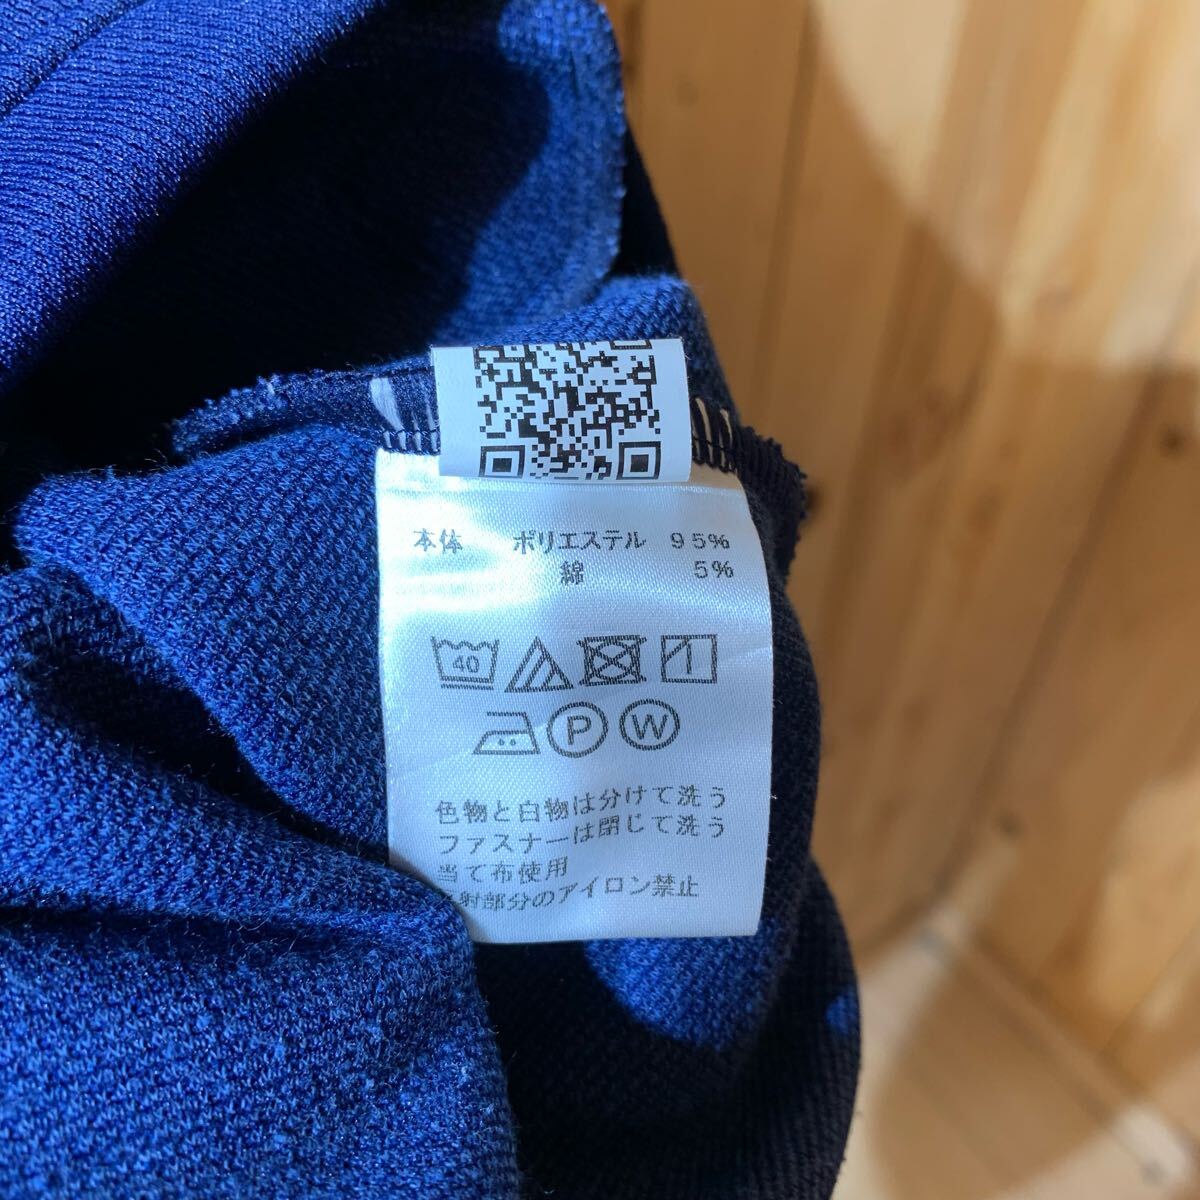 本体 ポリエステル 95%
綿 5%
40
P W
色物と白物は分けて洗う
ファスナーは閉じて洗う
当て布使用
射部分のアイロン禁止